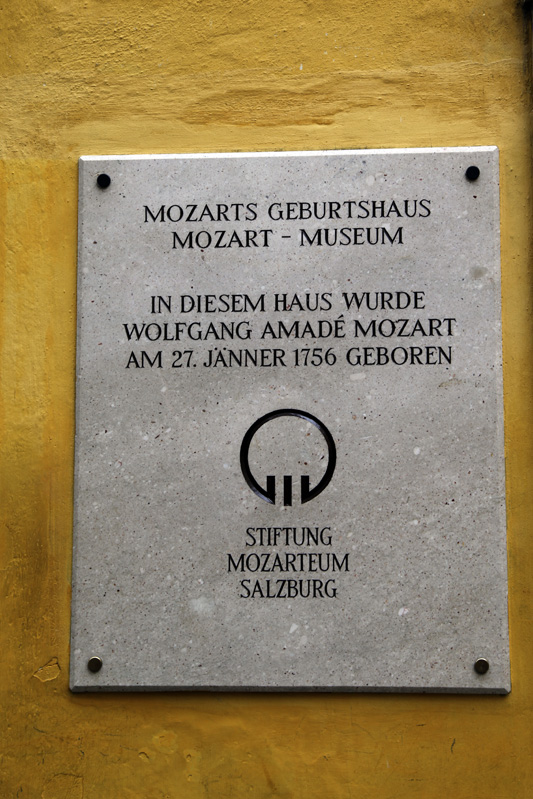 MOZARTS GEBURTSHAUS
MOZART - MUSEUM
IN DIESEM HAUS WURDE
WOLFGANG AMADÉ MOZART
AM 27. JÄNNER 1756 GEBOREN
STIFTUNG
MOZARTEUM
SALZBURG